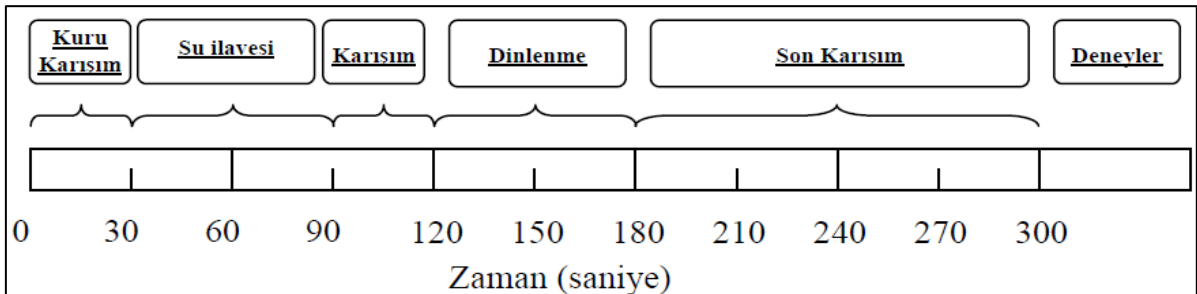 Kuru
Karışım
Su ilavesi
Karışım
Dinlenme
Son Karışım
Deneyler
0 30 60 90 120 150 180 210 240 270 300
Zaman (saniye)